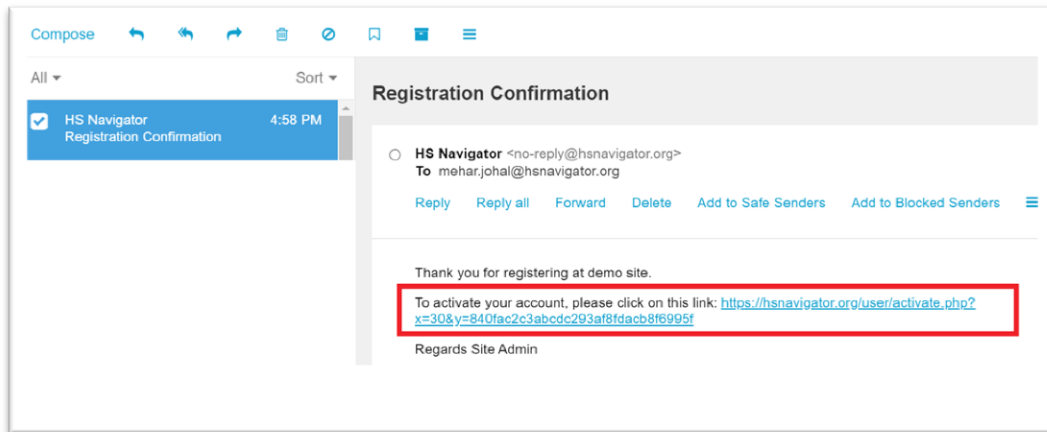 Compose
All
Sort
HS Navigator 4:58 PM
Registration Confirmation
Registration Confirmation
HS Navigator <no-reply@hsnavigator.org>
To mehar.johal@hsnavigator.org
Reply Reply all Forward Delete Add to Safe Senders Add to Blocked Senders
Thank you for registering at demo site.
To activate your account, please click on this link: https://hsnavigator.org/user/activate.php?
x=30&y=840fac2c3abcdc293af8fdacb8f6995f
Regards Site Admin